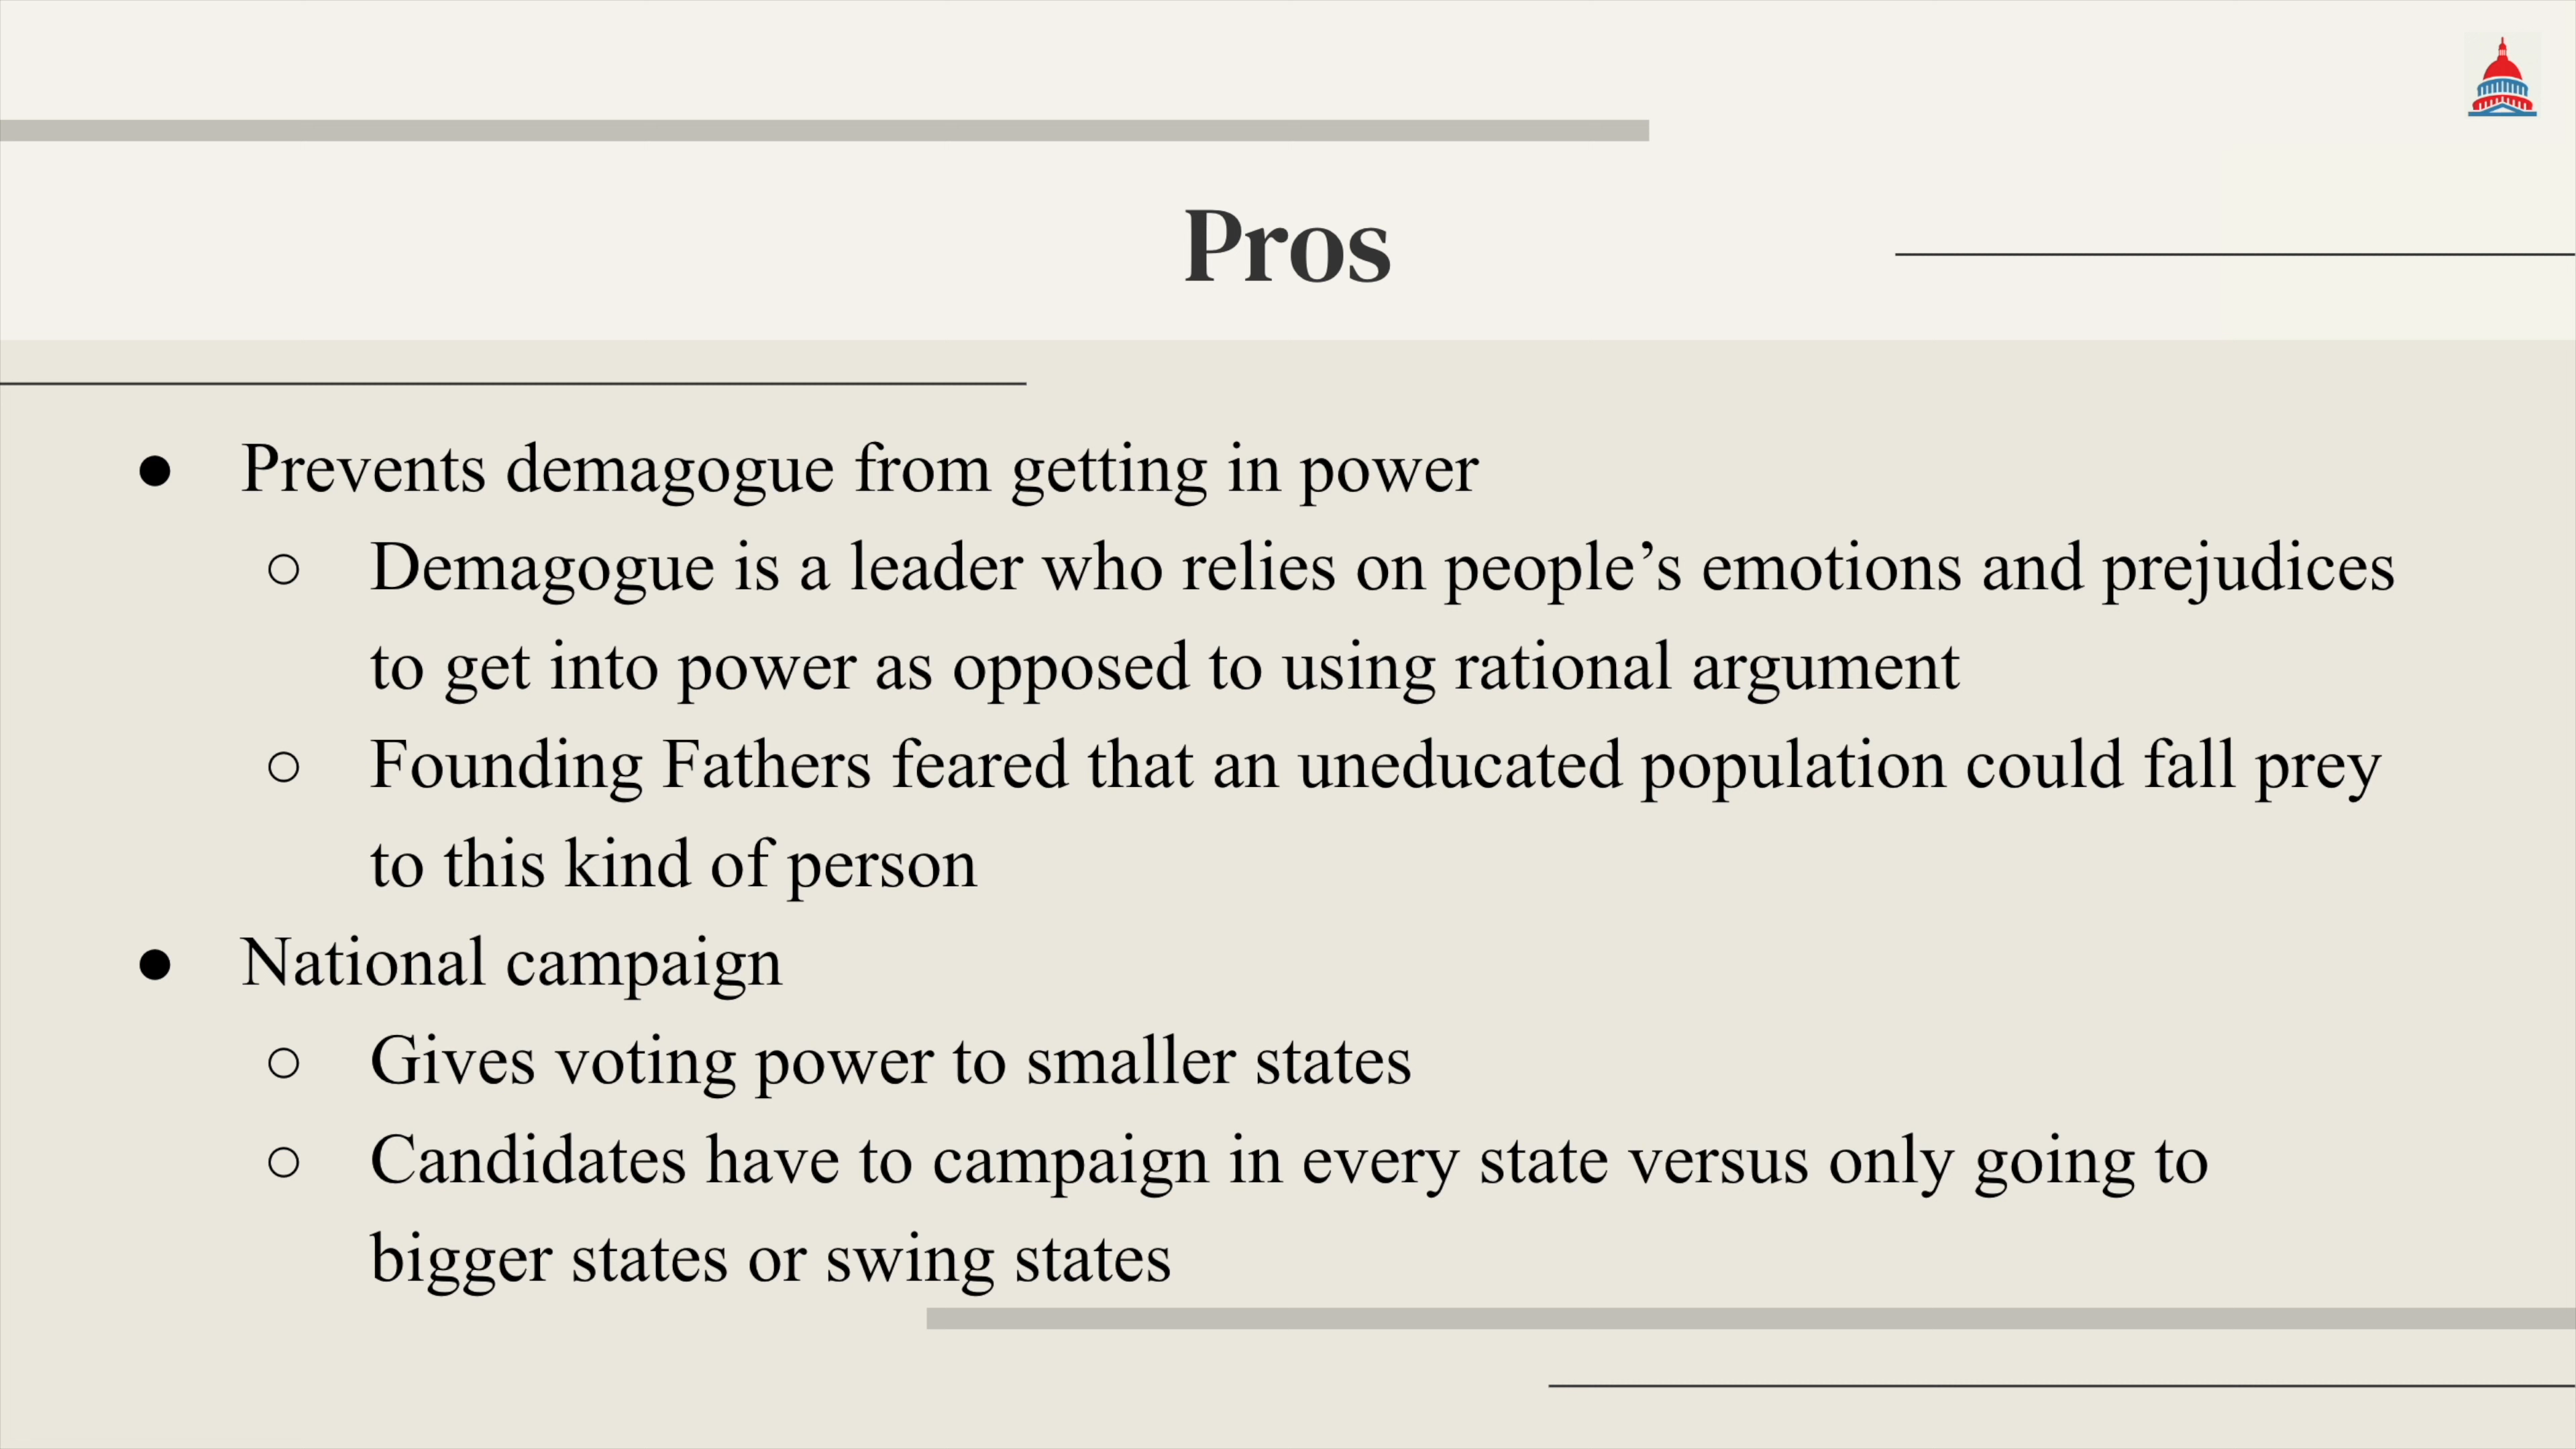 Pros
● Prevents demagogue from getting in power
○ Demagogue is a leader who relies on people’s emotions and prejudices
to get into power as opposed to using rational argument
○ Founding Fathers feared that an uneducated population could fall prey
to this kind of person
● National campaign
○ Gives voting power to smaller states
○ Candidates have to campaign in every state versus only going to
bigger states or swing states